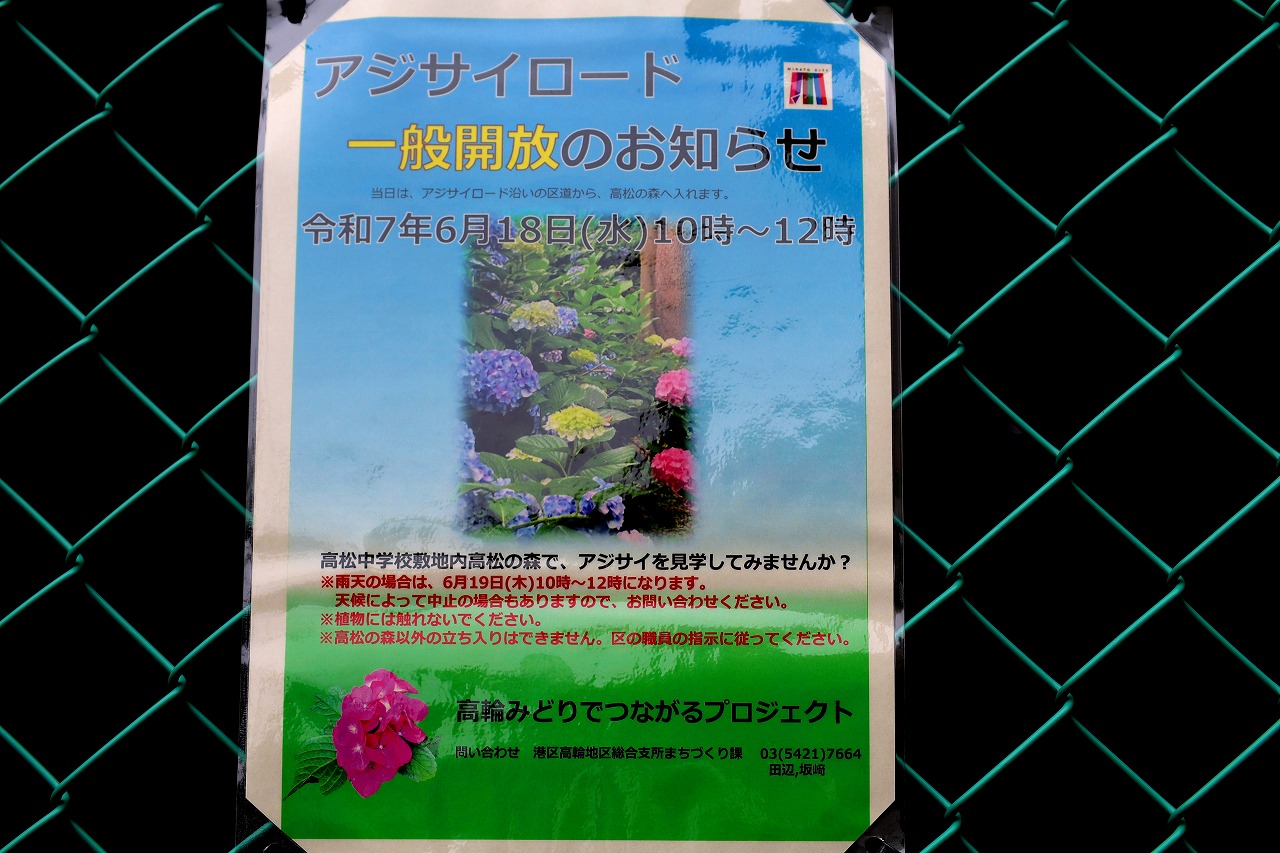 アジサイロード
MINATO CITY
一般開放のお知らせ
当日は、アジサイロード沿いの区道から、高松の森へ入れます。
令和7年6月18日(水)10時～12時
高松中学校敷地内高松の森で、アジサイを見学してみませんか？
※雨天の場合は、6月19日(木)10時～12時になります。
天候によって中止の場合もありますので、お問い合わせください。
※植物には触れないでください。
※高松の森以外の立ち入りはできません。区の職員の指示に従ってください。
高輪みどりでつながるプロジェクト
問い合わせ　港区高輪地区総合支所まちづくり課　03(5421)7664
田辺,坂﨑